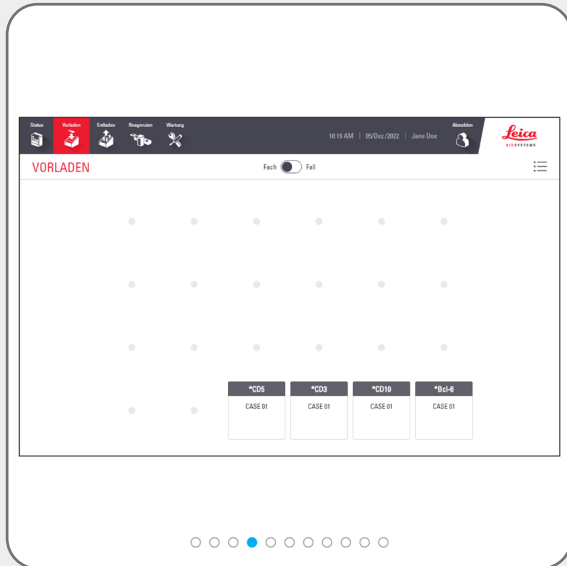 Status Vorladen Entladen Reagenzien Wartung
10:19 AM | 05/Dez./2022 | Jane Doe
Abmelden
Leica
BIOSYSTEMS
VORLADEN
Fach Fall
*CD5 *CD3 *CD10 *Bcl-6
CASE 01 CASE 01 CASE 01 CASE 01